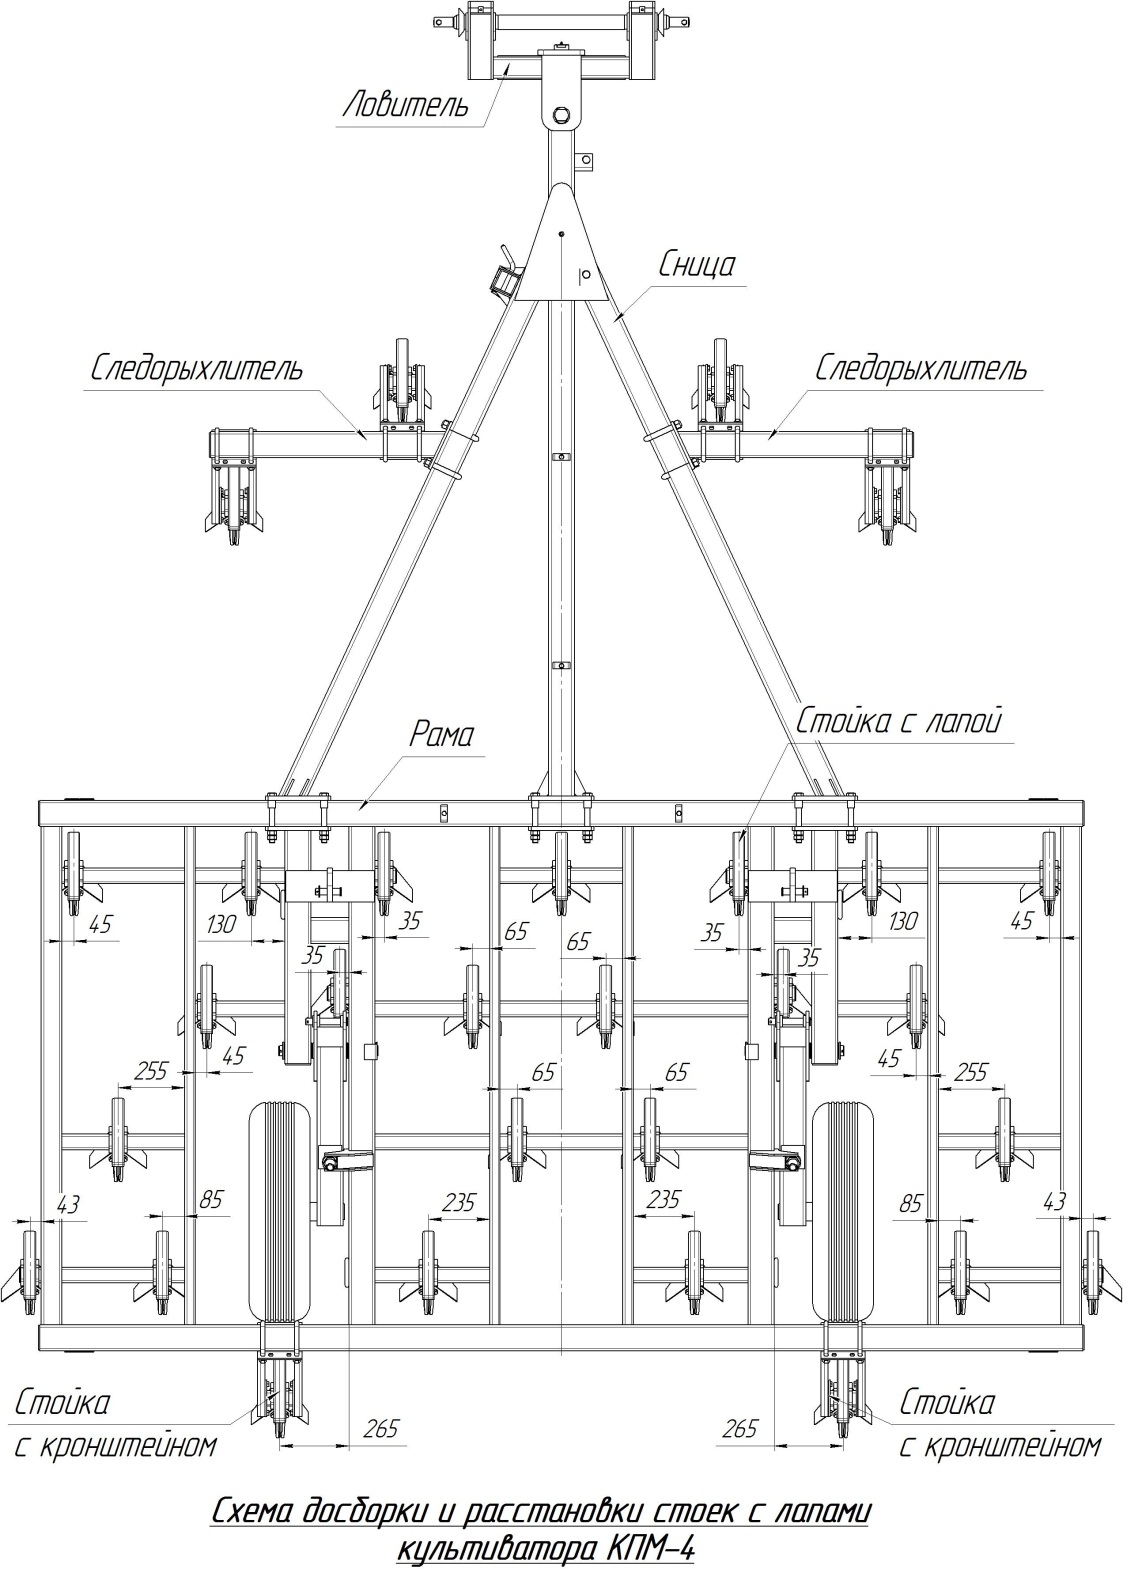 Ловитель
Сница
Следорыхлитель
Следорыхлитель
Рама
Стойка с лапой
45
130
35
65
65
35
130
45
35
35
255
45
65
65
45
255
43
85
235
235
85
43
Стойка
с кронштейном
265
265
Стойка
с кронштейном
Схема досборки и расстановки стоек с лапами
культиватора КПМ-4